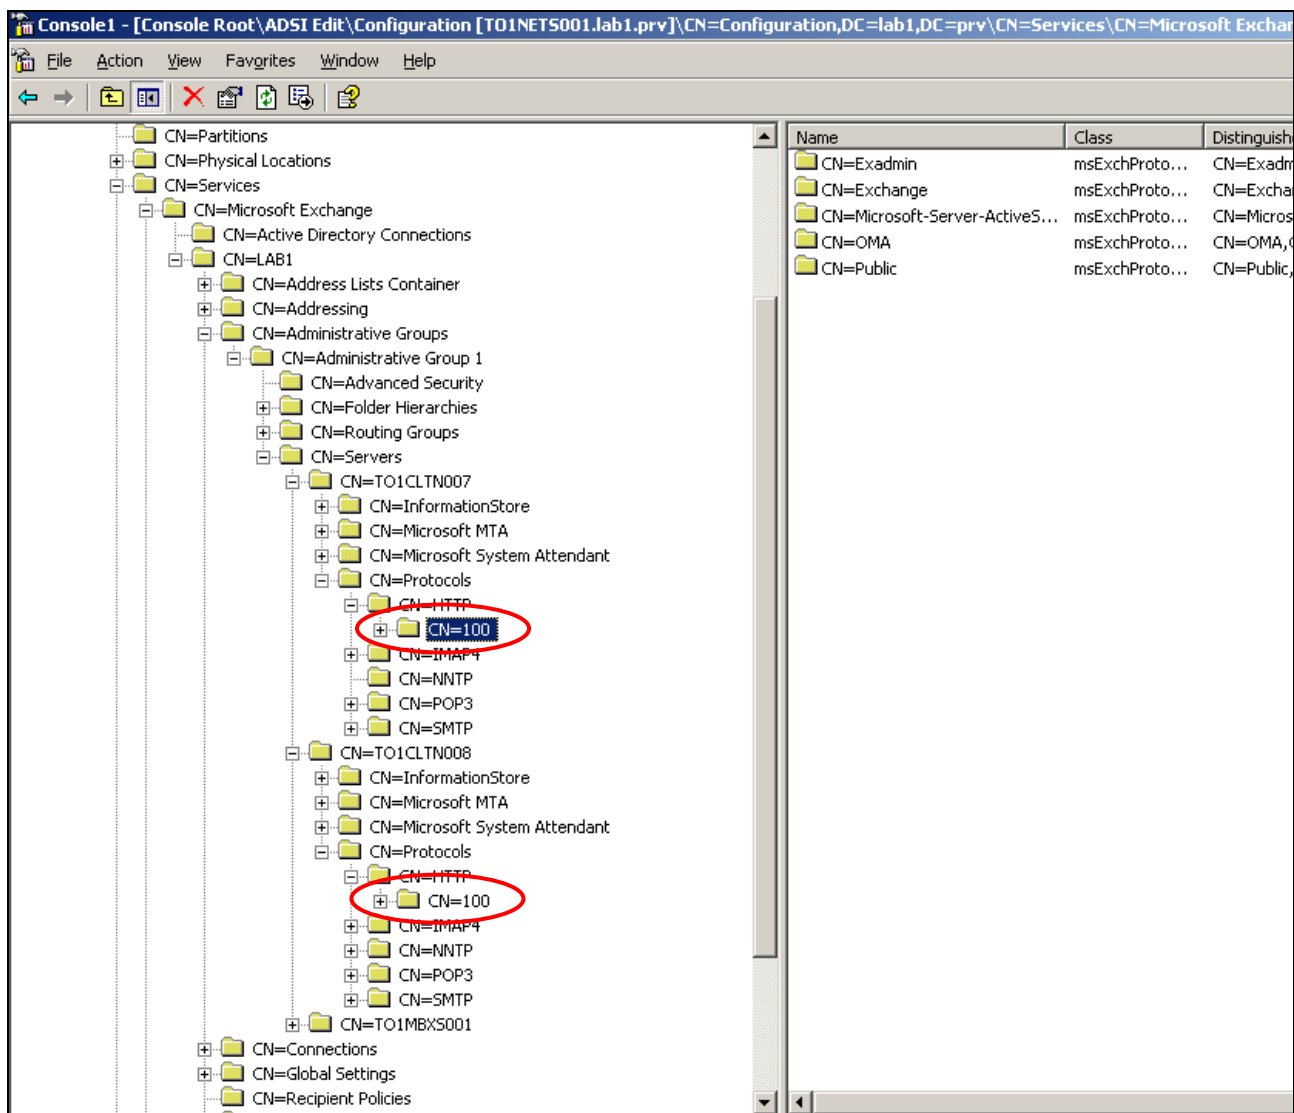 Console1 - [Console Root\ADSI Edit\Configuration [TO1NETS001.lab1.prv]\CN=Configuration,DC=lab1,DC=prv\CN=Services\CN=Microsoft Exchan
File Action View Favorites Window Help
CN=Partitions
CN=Physical Locations
CN=Services
CN=Microsoft Exchange
CN=Active Directory Connections
CN=LAB1
CN=Address Lists Container
CN=Addressing
CN=Administrative Groups
CN=Administrative Group 1
CN=Advanced Security
CN=Folder Hierarchies
CN=Routing Groups
CN=Servers
CN=TO1CLTN007
CN=InformationStore
CN=Microsoft MTA
CN=Microsoft System Attendant
CN=Protocols
CN=HTTP
CN=100
CN=IMAP4
CN=NNTP
CN=POP3
CN=SMTP
CN=TO1CLTN008
CN=InformationStore
CN=Microsoft MTA
CN=Microsoft System Attendant
CN=Protocols
CN=HTTP
CN=100
CN=IMAP4
CN=NNTP
CN=POP3
CN=SMTP
CN=TO1MBXS001
CN=Connections
CN=Global Settings
CN=Recipient Policies
Name Class Distinguish
CN=Exadmin msExchProto... CN=Exadm
CN=Exchange msExchProto... CN=Excha
CN=Microsoft-Server-ActiveS... msExchProto... CN=Micros
CN=OMA msExchProto... CN=OMA,
CN=Public msExchProto... CN=Public,